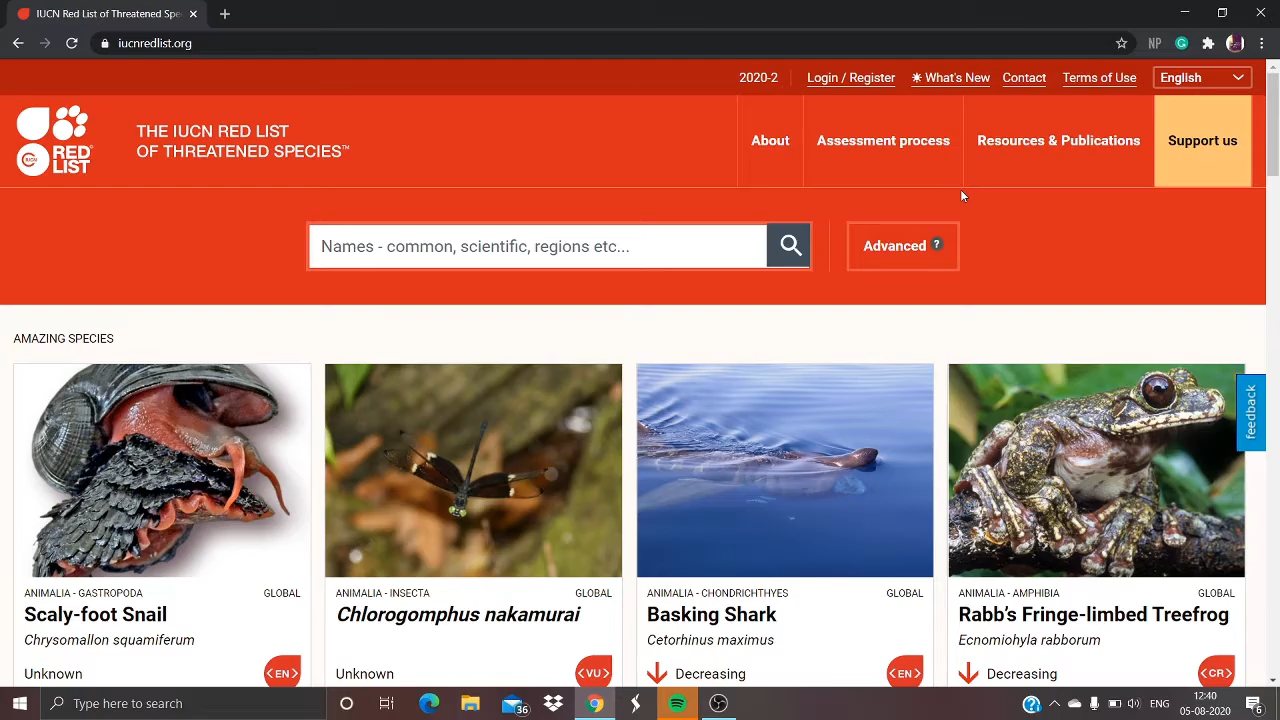 IUCN Red List of Threatened Spe
iucnredlist.org
NP
2020-2
Login / Register
What's New
Contact
Terms of Use
English
IUCN
RED
LIST
THE IUCN RED LIST
OF THREATENED SPECIES™
About
Assessment process
Resources & Publications
Support us
Names - common, scientific, regions etc...
Advanced ?
AMAZING SPECIES
feedback
ANIMALIA - GASTROPODA GLOBAL
Scaly-foot Snail
Chrysomallon squamiferum
Unknown <EN>
ANIMALIA - INSECTA GLOBAL
Chlorogomphus nakamurai
Unknown <VU>
ANIMALIA - CHONDRICHTHYES GLOBAL
Basking Shark
Cetorhinus maximus
Decreasing <EN>
ANIMALIA - AMPHIBIA GLOBAL
Rabb's Fringe-limbed Treefrog
Ecnomiohyla rabborum
Decreasing <CR>
Type here to search
36
ENG
12:40
05-08-2020
6